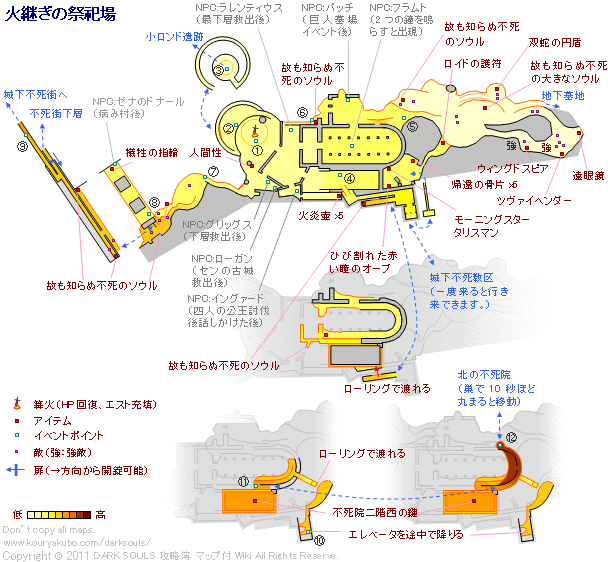 火継ぎの祭祀場
NPC:ラレンティウス
(最下層救出後)
NPC:パッチ
(巨人墓場
イベント後)
NPC:フラムト
(2つの鐘を鳴
らすと出現)
故も知らぬ不死
のソウル
双蛇の円盾
ロイドの護符
故も知らぬ不死
の大きなソウル
地下墓地
小ロンド遺跡
③
故も知らぬ不
死のソウル
⑥
城下不死街へ
不死街下層
NPC:ゼナのドナール
(病み村後)
⑨
②
①
⑤
強
強
犠牲の指輪
人間性
⑦
④
遠眼鏡
ウィングドスピア
帰還の骨片 x6
ツヴァイヘンダー
⑧
火炎壺 x5
モーニングスター
タリスマン
NPC:グリッグス
(下層救出後)
ひび割れた赤
い瞳のオーブ
NPC:ローガン
(センの古城
救出後)
城下不死教区
(一度来ると行き
来できます。)
故も知らぬ不死のソウル
NPC:イングァード
(四人の公王討伐
後話しかけた後)
故も知らぬ不死のソウル
ローリングで渡れる
北の不死院
(巣で 10 秒ほど
丸まると移動)
篝火(HP回復、エスト充填)
アイテム
イベントポイント
敵(強:強敵)
扉(→方向から開錠可能)
ローリングで渡れる
⑫
⑪
不死院二階西の鍵
低
高
エレベータを途中で降りる
⑩
Don't copy all maps.
www.kouryakubo.com/darksouls/
Copyright © 2011 DARK SOULS 攻略簿 マップ付 Wiki All Rights Reserve.